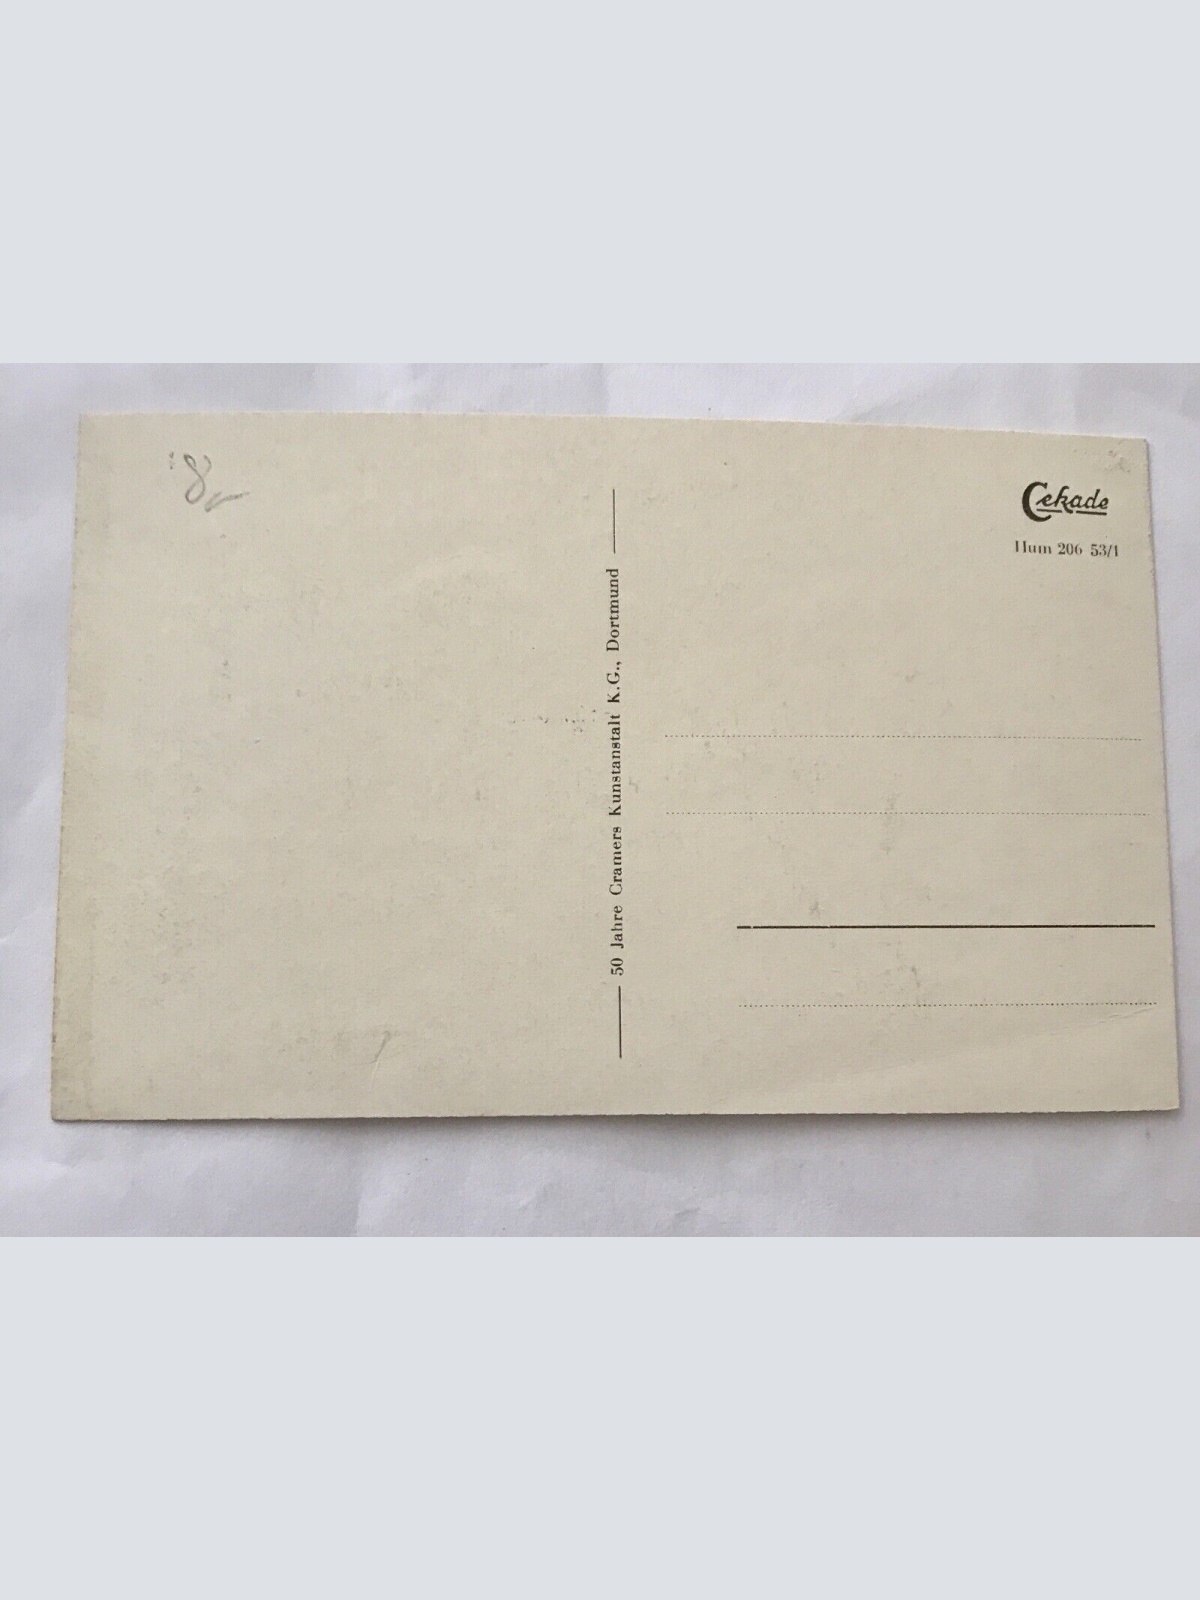 8
Cekade
Hum 206 53/1
50 Jahre Cramers Kunstanstalt K.G., Dortmund